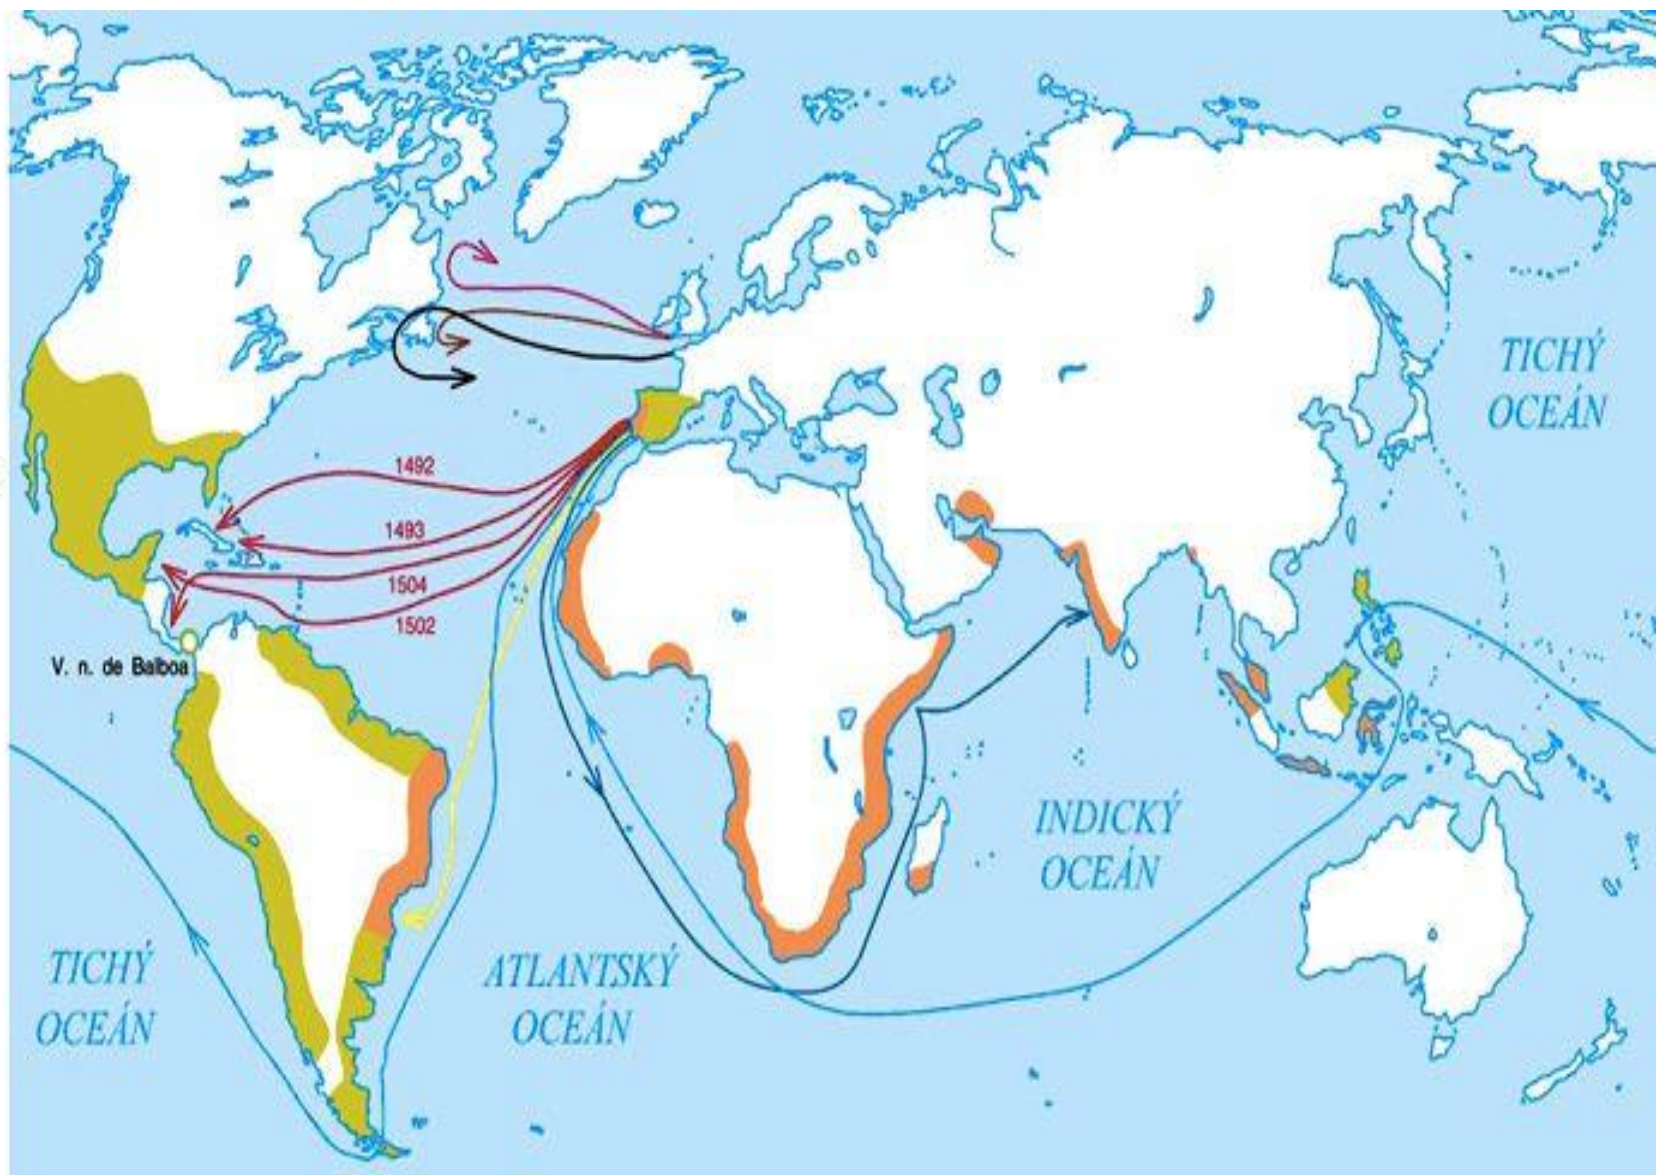 TICHÝ
OCEÁN
1492
1493
1504
1502
V. n. de Balboa
INDICKÝ
OCEÁN
TICHÝ
OCEÁN
ATLANTSKÝ
OCEÁN